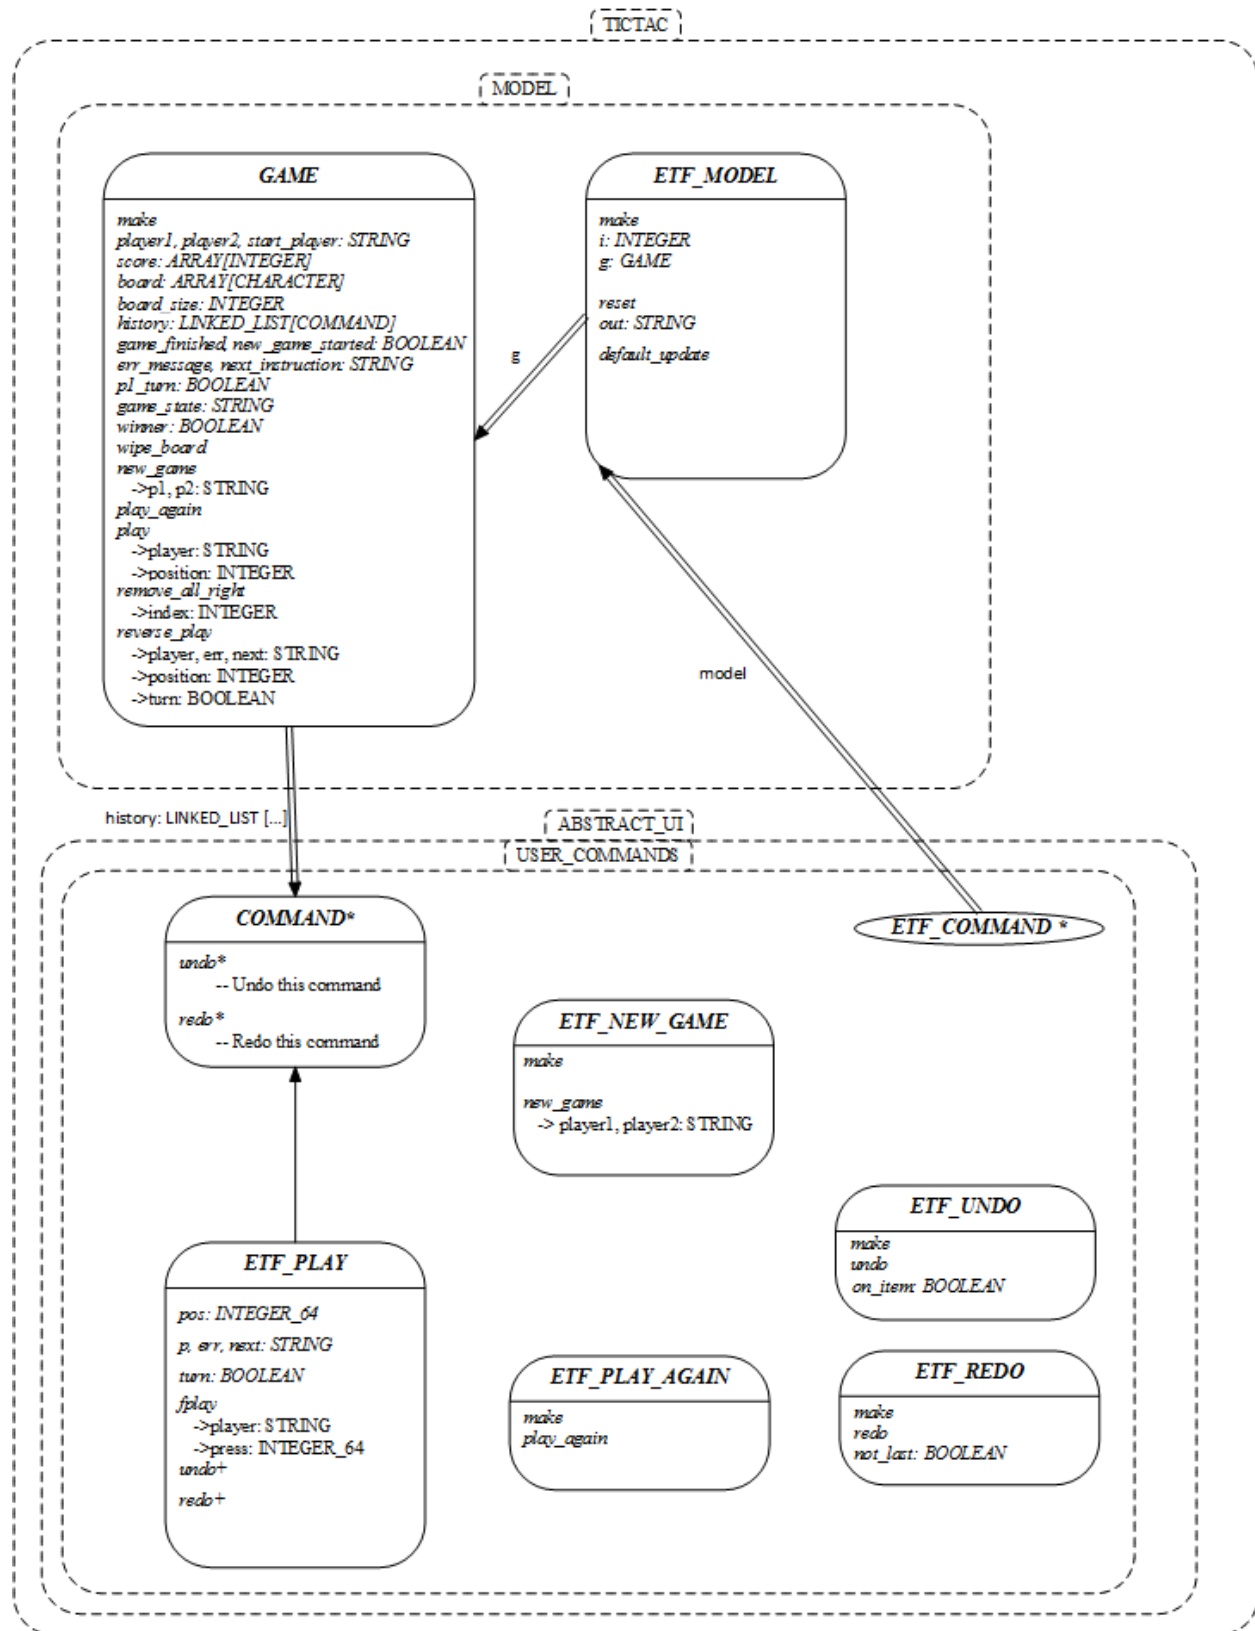 TICTAC
MODEL
GAME
make
player1, player2, start_player: STRING
score: ARRAY[INTEGER]
board: ARRAY[CHARACTER]
board_size: INTEGER
history: LINKED_LIST[COMMAND]
game_finished, new_game_started: BOOLEAN
err_message, next_instruction: STRING
p1_turn: BOOLEAN
game_state: STRING
winner: BOOLEAN
wipe_board
new_game
->p1, p2: STRING
play_again
play
->player: STRING
->position: INTEGER
remove_all_right
->index: INTEGER
reverse_play
->player, err, next: STRING
->position: INTEGER
->turn: BOOLEAN
ETF_MODEL
make
i: INTEGER
g: GAME
reset
out: STRING
default_update
g
model
history: LINKED_LIST [...]
ABSTRACT_UI
USER_COMMANDS
COMMAND*
undo*
-- Undo this command
redo*
-- Redo this command
ETF_COMMAND *
ETF_NEW_GAME
make
new_game
-> player1, player2: STRING
ETF_UNDO
make
undo
on_item: BOOLEAN
ETF_PLAY
pos: INTEGER_64
p, err, next: STRING
turn: BOOLEAN
fplay
->player: STRING
->press: INTEGER_64
undo+
redo+
ETF_PLAY_AGAIN
make
play_again
ETF_REDO
make
redo
not_last: BOOLEAN